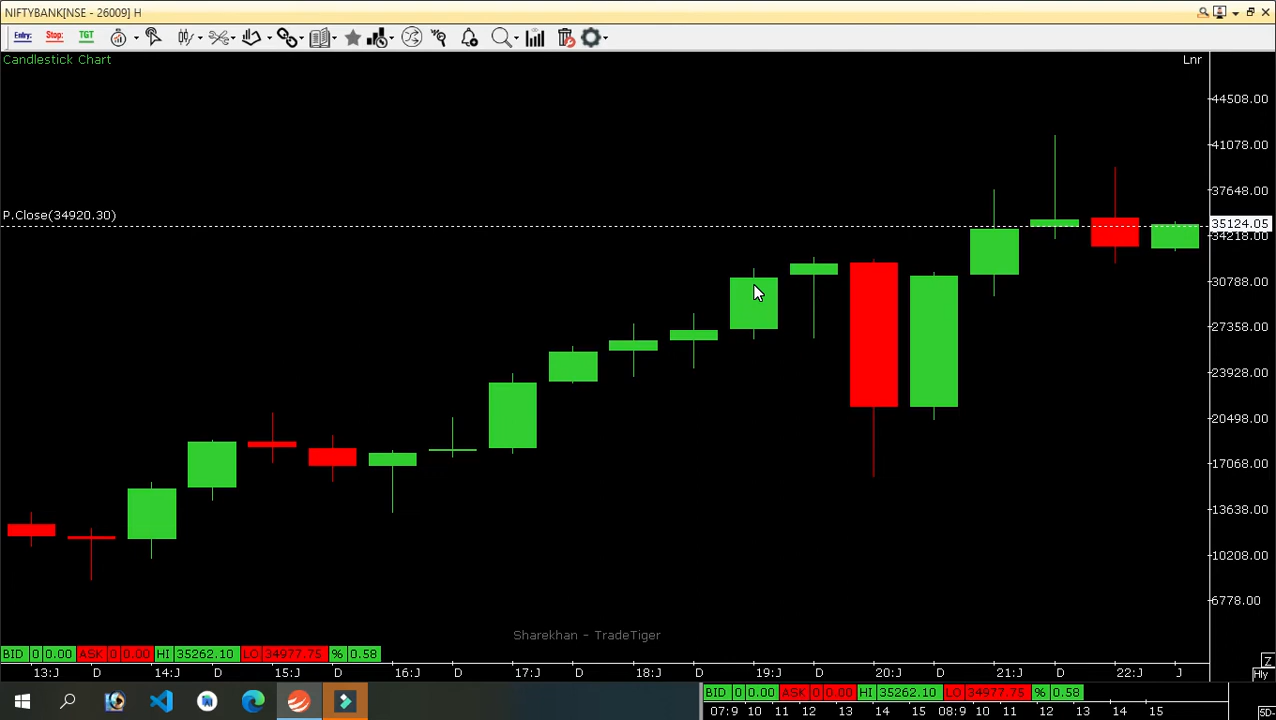 NIFTYBANK[NSE - 26009] H
Entry: Stop: TGT
Candlestick Chart
Lnr
44508.00
41078.00
37648.00
P.Close(34920.30)
35124.05
34218.00
30788.00
27358.00
23928.00
20498.00
17068.00
13638.00
10208.00
6778.00
Sharekhan - TradeTiger
BID 0 0.00 ASK 0 0.00 HI 35262.10 LO 34977.75 % 0.58
Z
13:J D 14:J D 15:J D 16:J D 17:J D 18:J D 19:J D 20:J D 21:J D 22:J J
Hly
BID 0 0.00 ASK 0 0.00 HI 35262.10 LO 34977.75 % 0.58
07:9 10 11 12 13 14 15 08:9 10 11 12 13 14 15
5D-